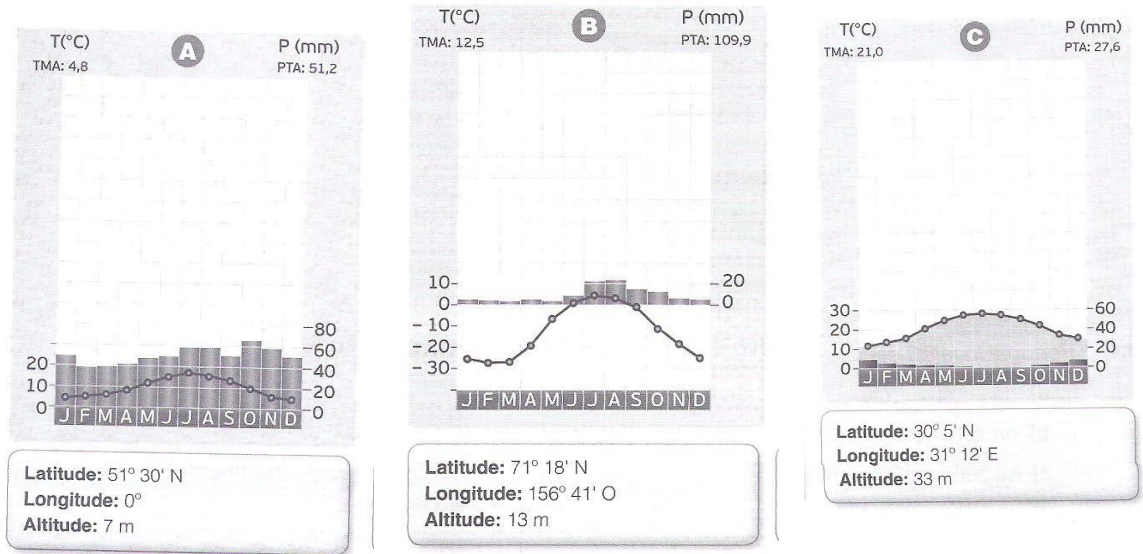 A
T(°C)
P (mm)
TMA: 4,8
PTA: 51,2
80
60
40
20
0
20
10
0
J F M A M J J A S O N D
Latitude: 51° 30' N
Longitude: 0°
Altitude: 7 m
B
T(°C)
P (mm)
TMA: 12,5
PTA: 109,9
10
0
- 10
- 20
- 30
20
0
J F M A M J J A S O N D
Latitude: 71° 18' N
Longitude: 156° 41' O
Altitude: 13 m
C
T(°C)
P (mm)
TMA: 21,0
PTA: 27,6
30
20
10
0
60
40
20
0
J F M A M J J A S O N D
Latitude: 30° 5' N
Longitude: 31° 12' E
Altitude: 33 m